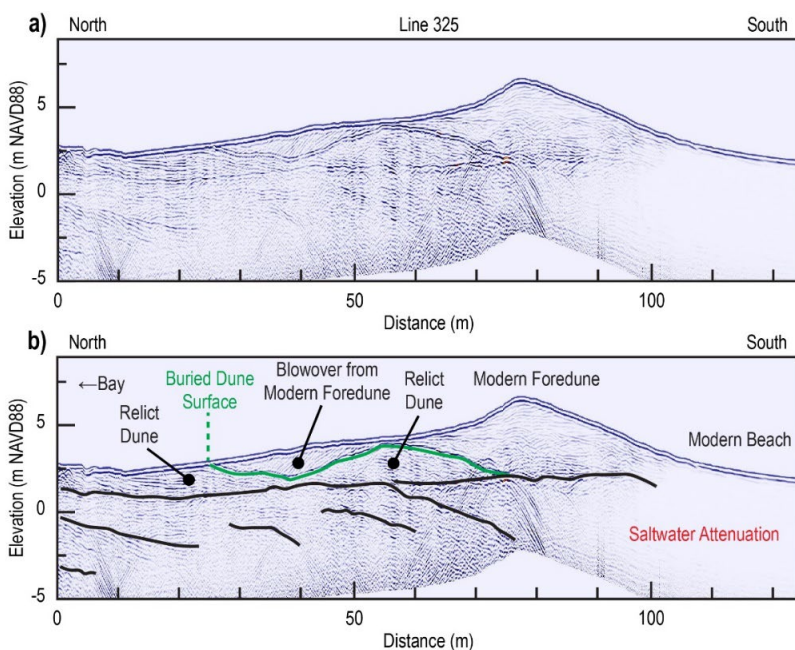 a) North Line 325 South
Elevation (m NAVD88)
5
0
-5
0 50 100
Distance (m)
b) North South
←Bay
Relict
Dune
Buried Dune
Surface
Blowover from
Modern Foredune
Relict
Dune
Modern Foredune
Modern Beach
Saltwater Attenuation
Elevation (m NAVD88)
5
0
-5
0 50 100
Distance (m)